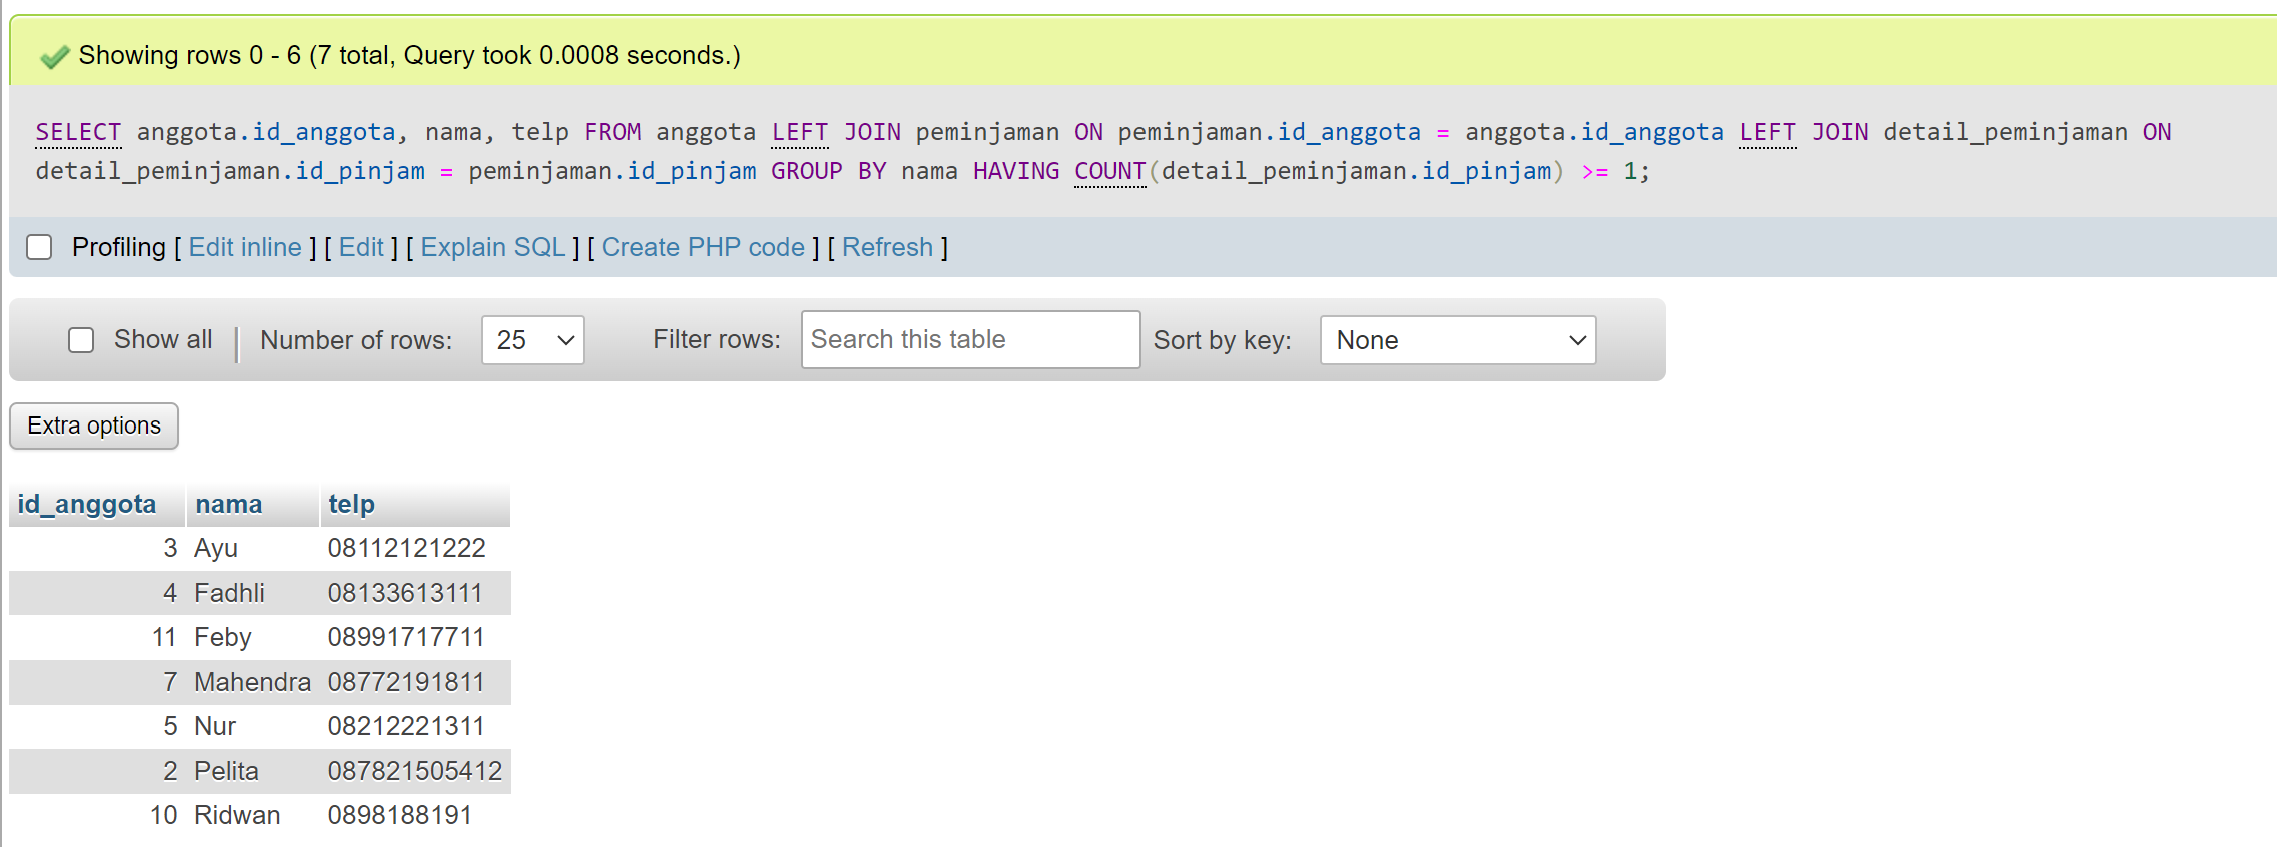 Showing rows 0 - 6 (7 total, Query took 0.0008 seconds.)
SELECT anggota.id_anggota, nama, telp FROM anggota LEFT JOIN peminjaman ON peminjaman.id_anggota = anggota.id_anggota LEFT JOIN detail_peminjaman ON
detail_peminjaman.id_pinjam = peminjaman.id_pinjam GROUP BY nama HAVING COUNT(detail_peminjaman.id_pinjam) >= 1;
Profiling [ Edit inline ] [ Edit ] [ Explain SQL ] [ Create PHP code ] [ Refresh ]
Show all | Number of rows: 25 Filter rows: Search this table Sort by key: None
Extra options
id_anggota nama telp
3 Ayu 08112121222
4 Fadhli 08133613111
11 Feby 08991717711
7 Mahendra 08772191811
5 Nur 08212221311
2 Pelita 087821505412
10 Ridwan 0898188191